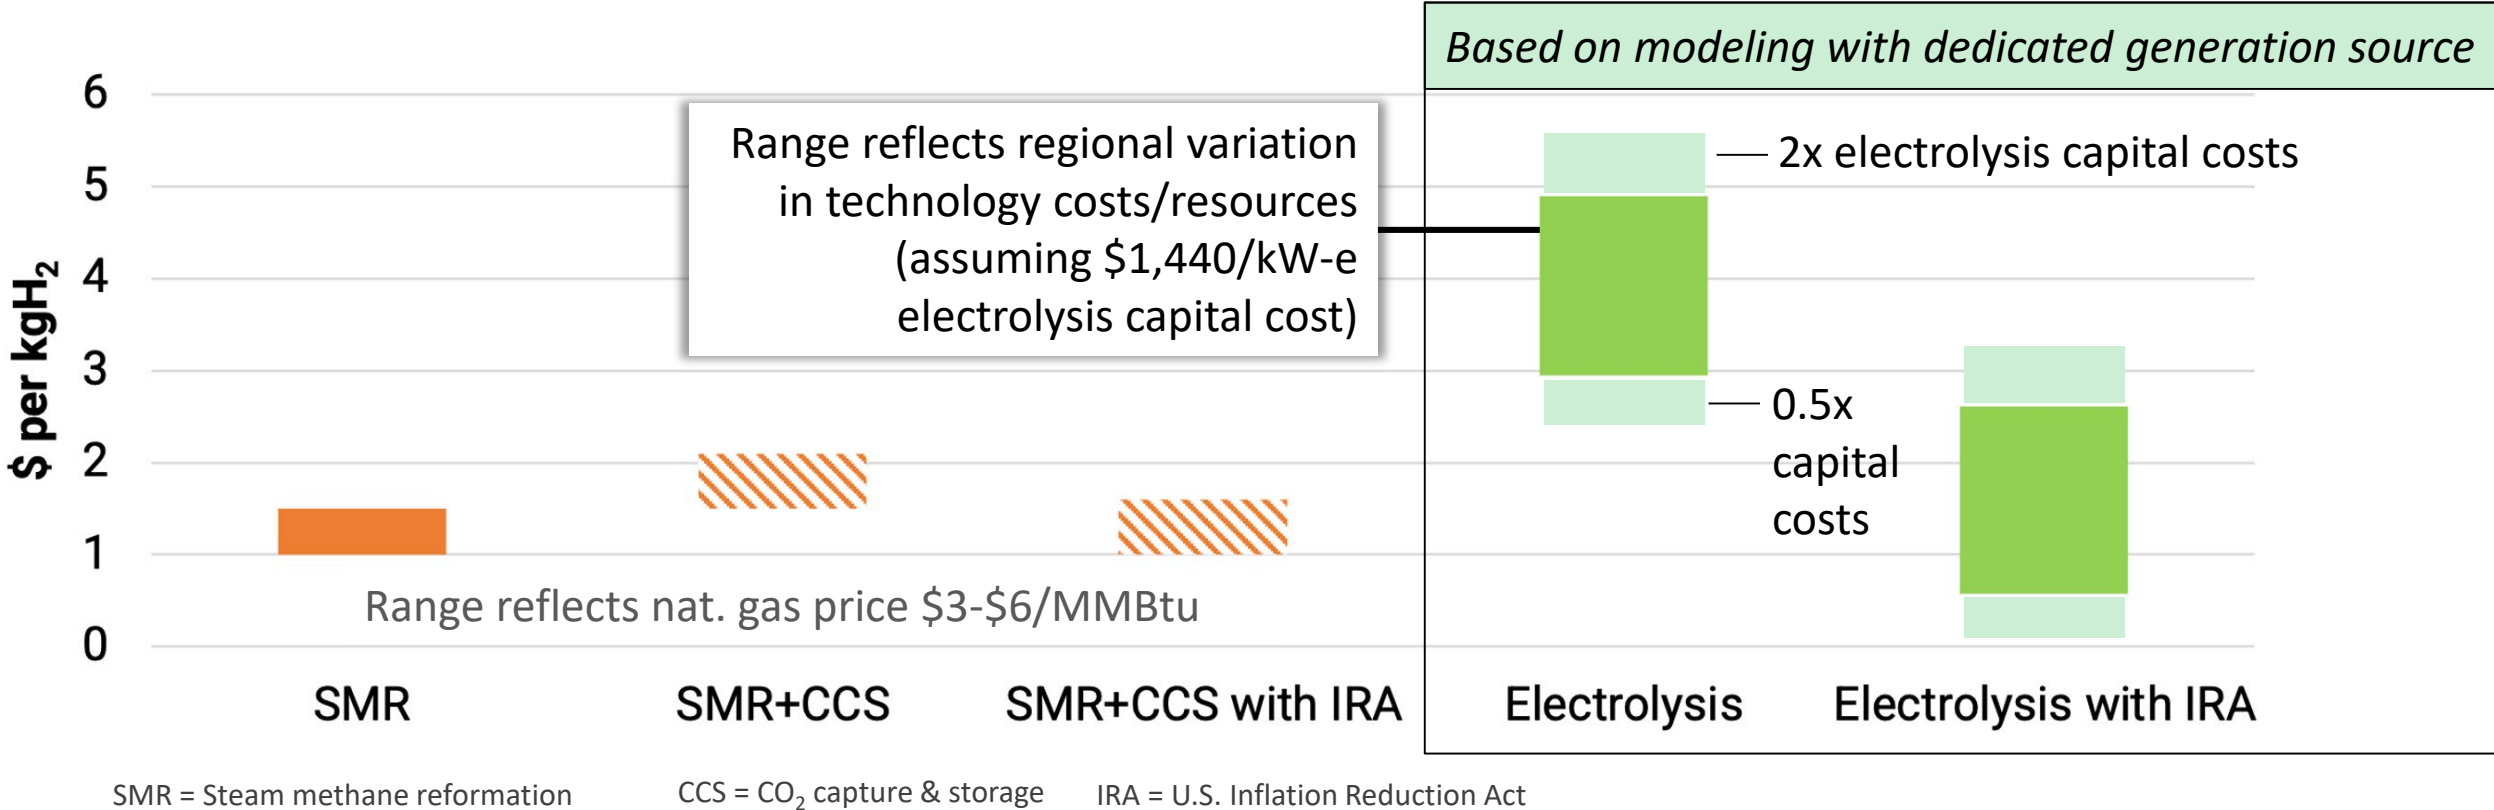 Based on modeling with dedicated generation source
$ per kgH₂
6
5
4
3
2
1
0
Range reflects regional variation
in technology costs/resources
(assuming $1,440/kW-e
electrolysis capital cost)
2x electrolysis capital costs
0.5x
capital
costs
Range reflects nat. gas price $3-$6/MMBtu
SMR
SMR+CCS
SMR+CCS with IRA
Electrolysis
Electrolysis with IRA
SMR = Steam methane reformation
CCS = CO₂ capture & storage
IRA = U.S. Inflation Reduction Act